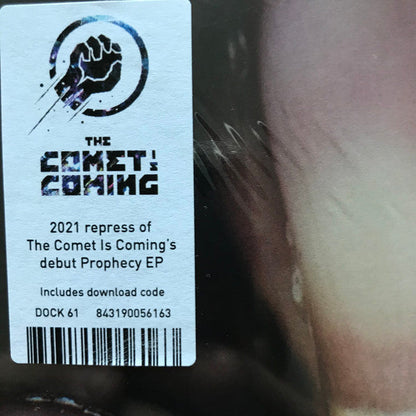 THE
COMET IS
COMING
2021 repress of
The Comet Is Coming's
debut Prophecy EP
Includes download code
DOCK 61 843190056163